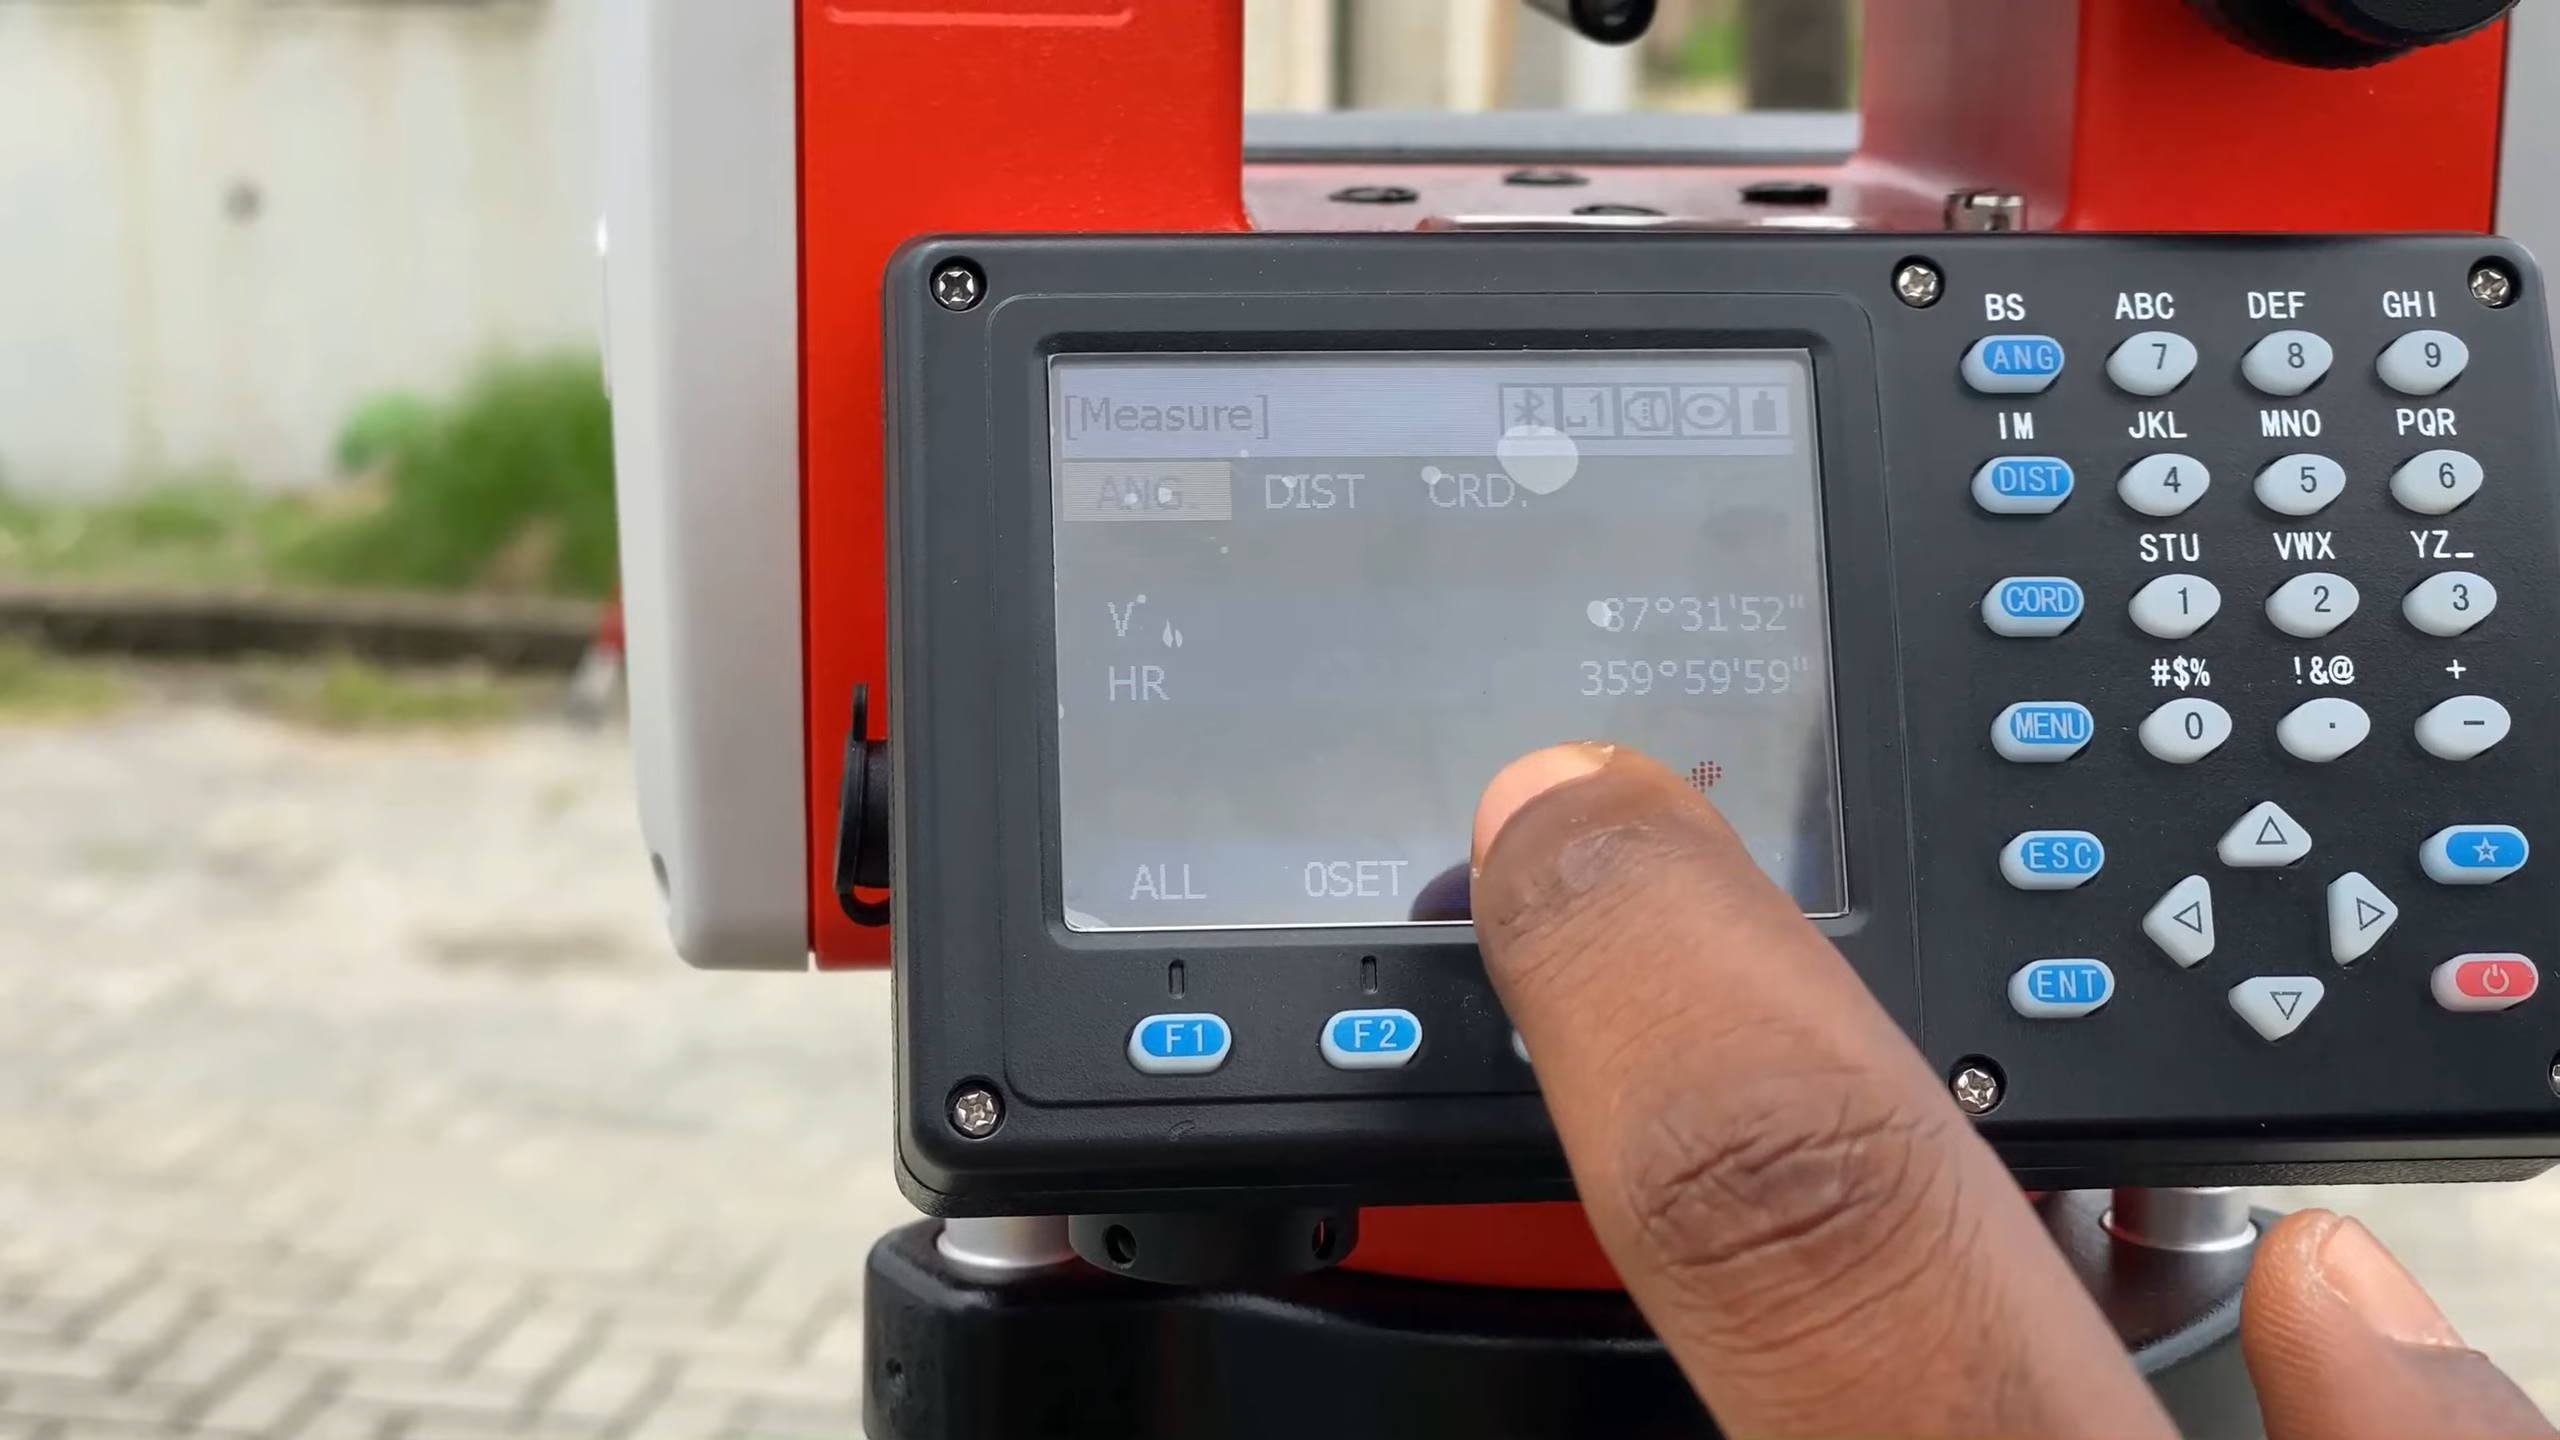 [Measure] 1
ANG. DIST CRD.
V 87°31'52"
HR 359°59'59"
ALL 0SET
F1 F2
BS ABC DEF GHI
ANG 7 8 9
IM JKL MNO PQR
DIST 4 5 6
STU VWX YZ_
CORD 1 2 3
#$% !&@ +
MENU 0 . -
ESC
ENT